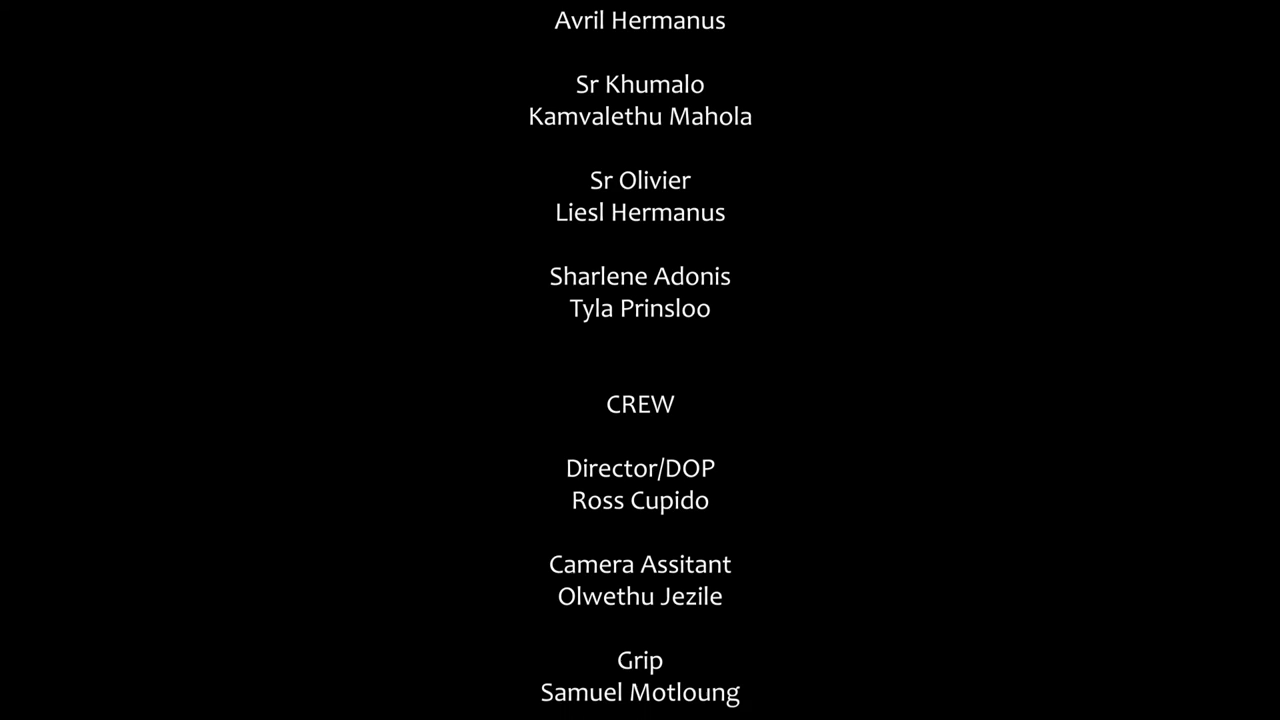 Avril Hermanus
Sr Khumalo
Kamvalethu Mahola
Sr Olivier
Liesl Hermanus
Sharlene Adonis
Tyla Prinsloo
CREW
Director/DOP
Ross Cupido
Camera Assitant
Olwethu Jezile
Grip
Samuel Motloung